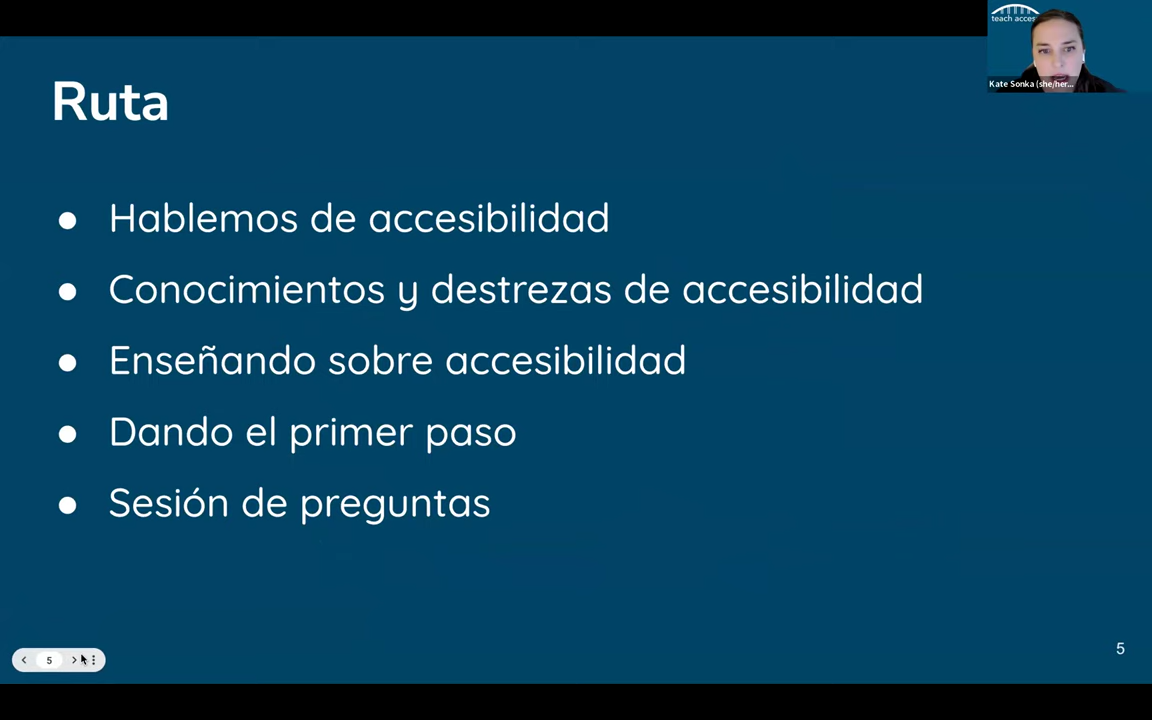 teach acces
Kate Sonka (she/her...
Ruta
● Hablemos de accesibilidad
● Conocimientos y destrezas de accesibilidad
● Enseñando sobre accesibilidad
● Dando el primer paso
● Sesión de preguntas
5
5